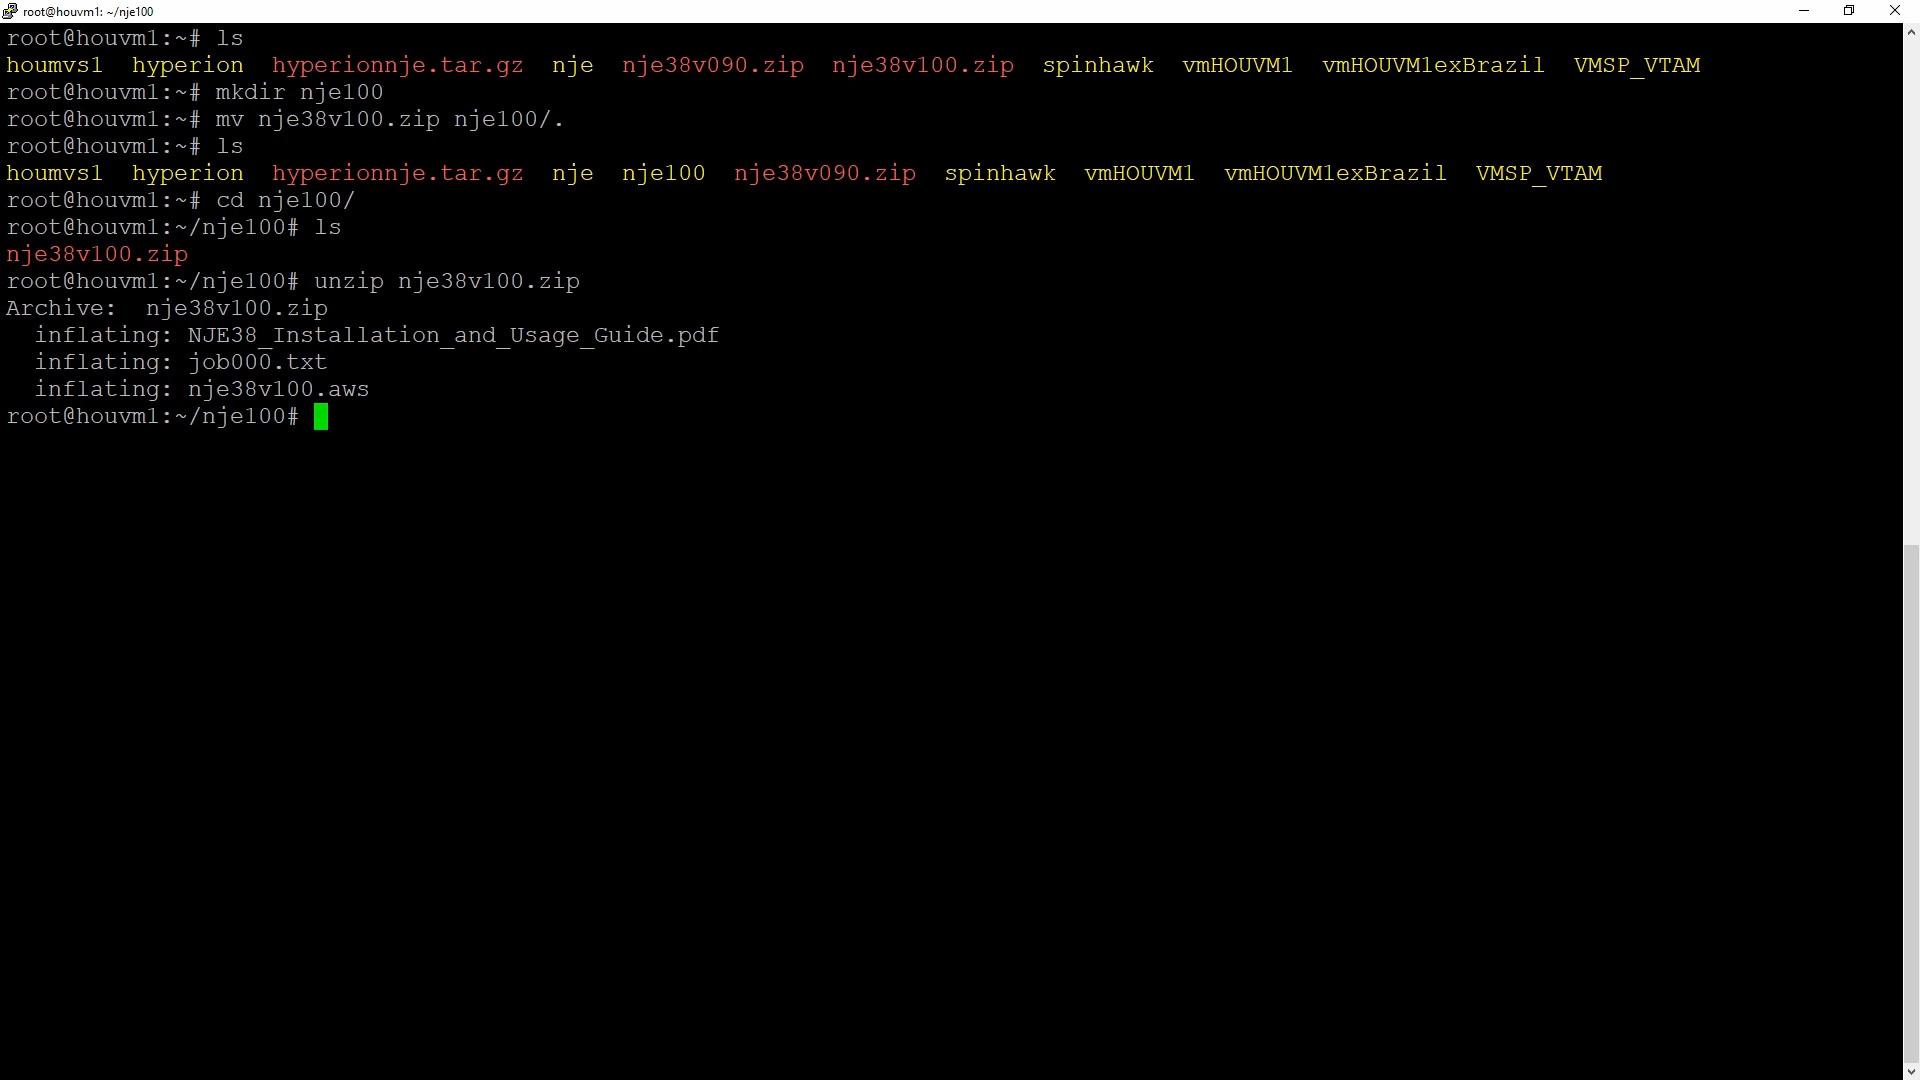 root@houvm1: ~/nje100
root@houvm1:~# ls
houmvs1  hyperion  hyperionnje.tar.gz  nje  nje38v090.zip  nje38v100.zip  spinhawk  vmHOUVM1  vmHOUVM1exBrazil  VMSP_VTAM
root@houvm1:~# mkdir nje100
root@houvm1:~# mv nje38v100.zip nje100/.
root@houvm1:~# ls
houmvs1  hyperion  hyperionnje.tar.gz  nje  nje100  nje38v090.zip  spinhawk  vmHOUVM1  vmHOUVM1exBrazil  VMSP_VTAM
root@houvm1:~# cd nje100/
root@houvm1:~/nje100# ls
nje38v100.zip
root@houvm1:~/nje100# unzip nje38v100.zip
Archive:  nje38v100.zip
  inflating: NJE38_Installation_and_Usage_Guide.pdf
  inflating: job000.txt
  inflating: nje38v100.aws
root@houvm1:~/nje100#